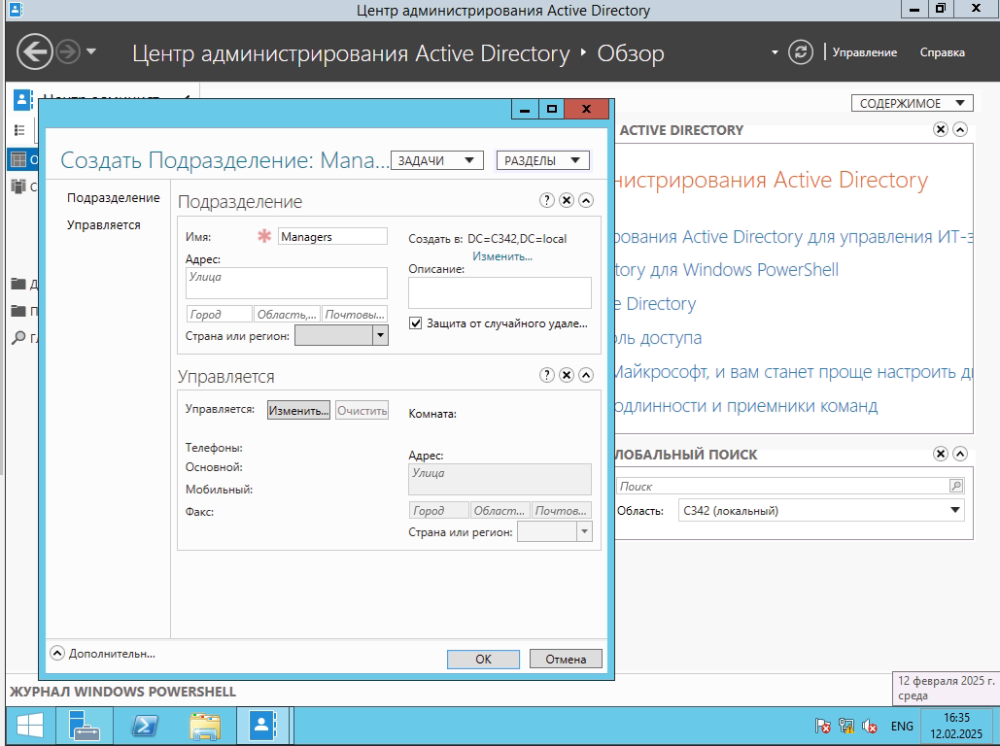 Центр администрирования Active Directory
Центр администрирования Active Directory ‣ Обзор
Управление
Справка
СОДЕРЖИМОЕ
ACTIVE DIRECTORY
нистрирования Active Directory
рования Active Directory для управления ИТ-з
tory для Windows PowerShell
e Directory
оль доступа
Майкрософт, и вам станет проще настроить д
одлинности и приемники команд
ЛОБАЛЬНЫЙ ПОИСК
Поиск
Область: C342 (локальный)
Создать Подразделение: Mana...
ЗАДАЧИ
РАЗДЕЛЫ
Подразделение
Управляется
Подразделение
Имя: * Managers
Создать в: DC=C342,DC=local
Изменить...
Адрес:
Улица
Описание:
Город Область,... Почтовы...
Защита от случайного удале...
Страна или регион:
Управляется
Управляется: Изменить... Очистить
Комната:
Телефоны:
Основной:
Мобильный:
Факс:
Адрес:
Улица
Город Област... Почтов...
Страна или регион:
Дополнительн...
ОК
Отмена
ЖУРНАЛ WINDOWS POWERSHELL
12 февраля 2025 г.
среда
ENG
16:35
12.02.2025